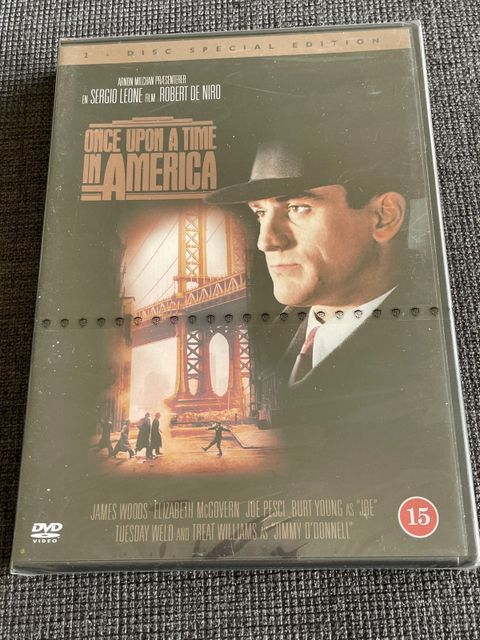 2 - DISC SPECIAL EDITION
ARNON MILCHAN PRÆSENTERER
EN SERGIO LEONE FILM ROBERT DE NIRO
ONCE UPON A TIME
IN AMERICA
JAMES WOODS ELIZABETH McGOVERN JOE PESCI BURT YOUNG AS "JOE"
TUESDAY WELD AND TREAT WILLIAMS AS "JIMMY O'DONNELL"
DVD
VIDEO
15